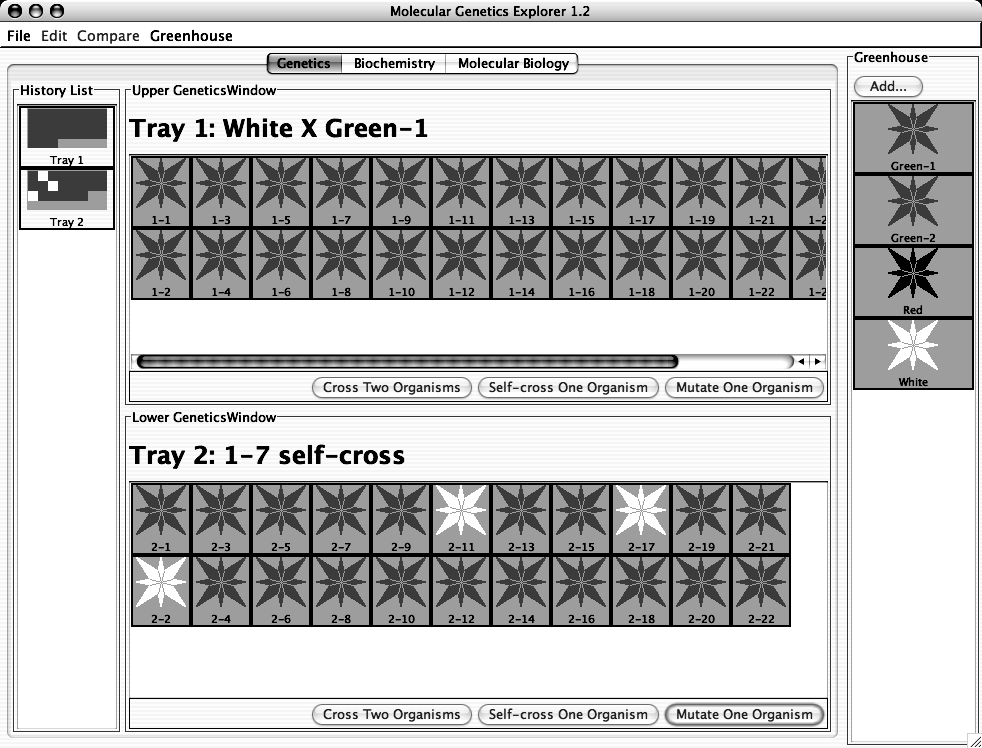 Molecular Genetics Explorer 1.2
File Edit Compare Greenhouse
Genetics Biochemistry Molecular Biology
History List
Tray 1
Tray 2
Upper GeneticsWindow
Tray 1: White X Green-1
1-1 1-3 1-5 1-7 1-9 1-11 1-13 1-15 1-17 1-19 1-21 1-2
1-2 1-4 1-6 1-8 1-10 1-12 1-14 1-16 1-18 1-20 1-22 1-2
Cross Two Organisms Self-cross One Organism Mutate One Organism
Lower GeneticsWindow
Tray 2: 1-7 self-cross
2-1 2-3 2-5 2-7 2-9 2-11 2-13 2-15 2-17 2-19 2-21
2-2 2-4 2-6 2-8 2-10 2-12 2-14 2-16 2-18 2-20 2-22
Cross Two Organisms Self-cross One Organism Mutate One Organism
Greenhouse
Add...
Green-1
Green-2
Red
White